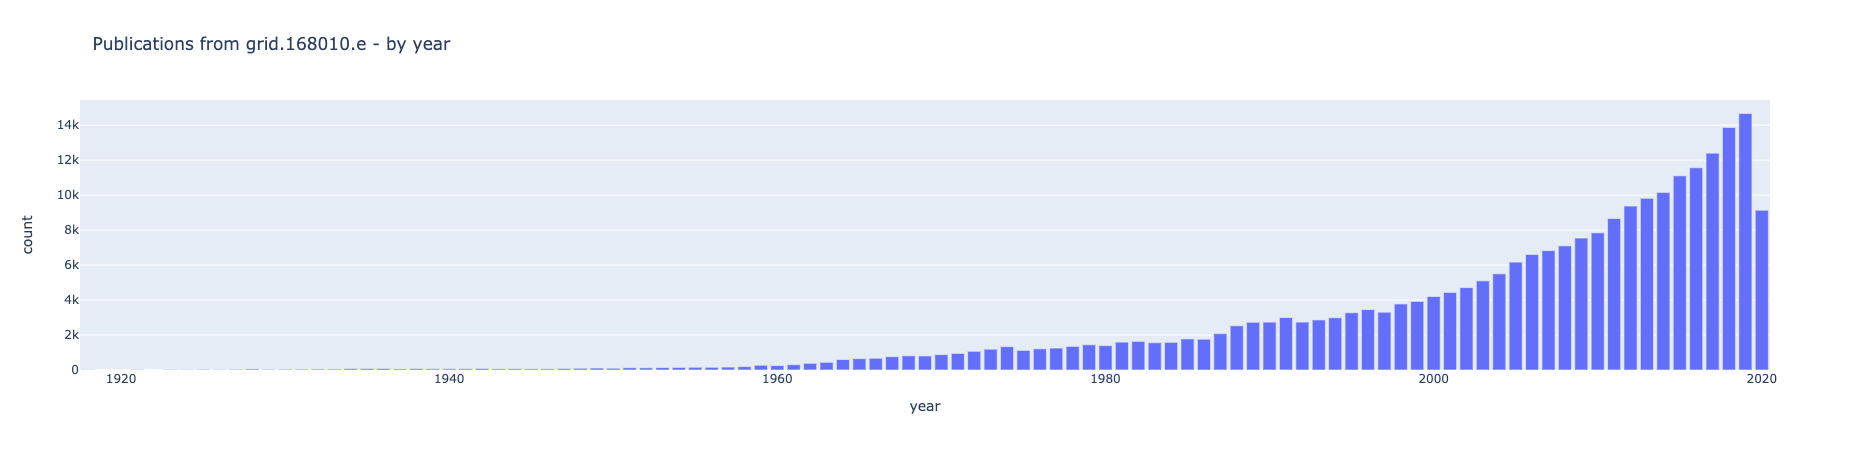 Publications from grid.168010.e - by year
14k
12k
10k
8k
6k
4k
2k
0
count
1920 1940 1960 1980 2000 2020
year